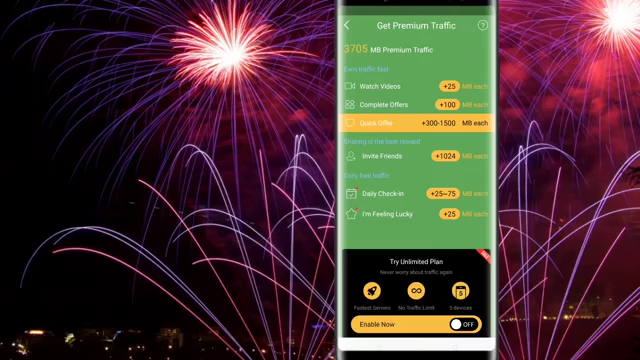 Get Premium Traffic
?
3705 MB Premium Traffic
Earn traffic fast
Watch Videos +25 MB each
Complete Offers +100 MB each
Quick Offer +300-1500 MB each
Sharing is the best reward
Invite Friends +1024 MB each
Daily free traffic
Daily Check-in +25~75 MB each
I'm Feeling Lucky +25 MB each
Try Unlimited Plan
Never worry about traffic again
Fastest Servers No Traffic Limit 5 devices
Enable Now OFF